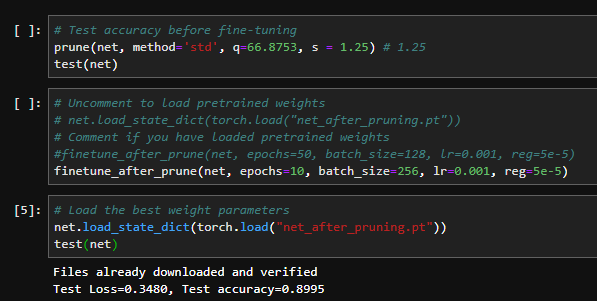 [ ]: # Test accuracy before fine-tuning
prune(net, method='std', q=66.8753, s = 1.25) # 1.25
test(net)
[ ]: # Uncomment to load pretrained weights
# net.load_state_dict(torch.load("net_after_pruning.pt"))
# Comment if you have loaded pretrained weights
#finetune_after_prune(net, epochs=50, batch_size=128, lr=0.001, reg=5e-5)
finetune_after_prune(net, epochs=10, batch_size=256, lr=0.001, reg=5e-5)
[5]: # Load the best weight parameters
net.load_state_dict(torch.load("net_after_pruning.pt"))
test(net)
Files already downloaded and verified
Test Loss=0.3480, Test accuracy=0.8995